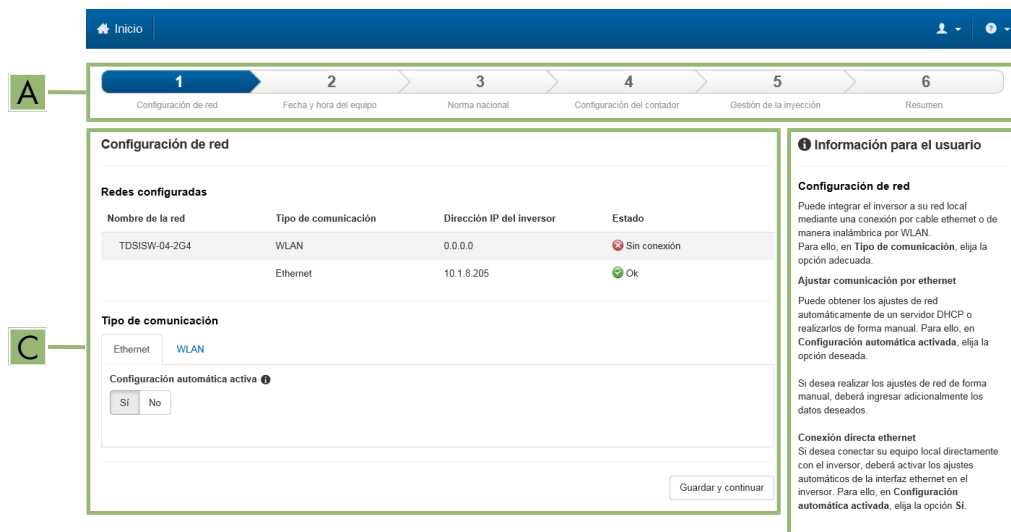 Inicio
A
1 2 3 4 5 6
Configuración de red Fecha y hora del equipo Norma nacional Configuración del contador Gestión de la inyección Resumen
C
Configuración de red
Redes configuradas
Nombre de la red Tipo de comunicación Dirección IP del inversor Estado
TDSISW-04-2G4 WLAN 0.0.0.0 Sin conexión
Ethernet 10.1.8.205 Ok
Tipo de comunicación
Ethernet WLAN
Configuración automática activa
Sí No
Guardar y continuar
Información para el usuario
Configuración de red
Puede integrar el inversor a su red local
mediante una conexión por cable ethernet o de
manera inalámbrica por WLAN.
Para ello, en Tipo de comunicación, elija la
opción adecuada.
Ajustar comunicación por ethernet
Puede obtener los ajustes de red
automáticamente de un servidor DHCP o
realizarlos de forma manual. Para ello, en
Configuración automática activada, elija la
opción deseada.
Si desea realizar los ajustes de red de forma
manual, deberá ingresar adicionalmente los
datos deseados.
Conexión directa ethernet
Si desea conectar su equipo local directamente
con el inversor, deberá activar los ajustes
automáticos de la interfaz ethernet en el
inversor. Para ello, en Configuración
automática activada, elija la opción Sí.